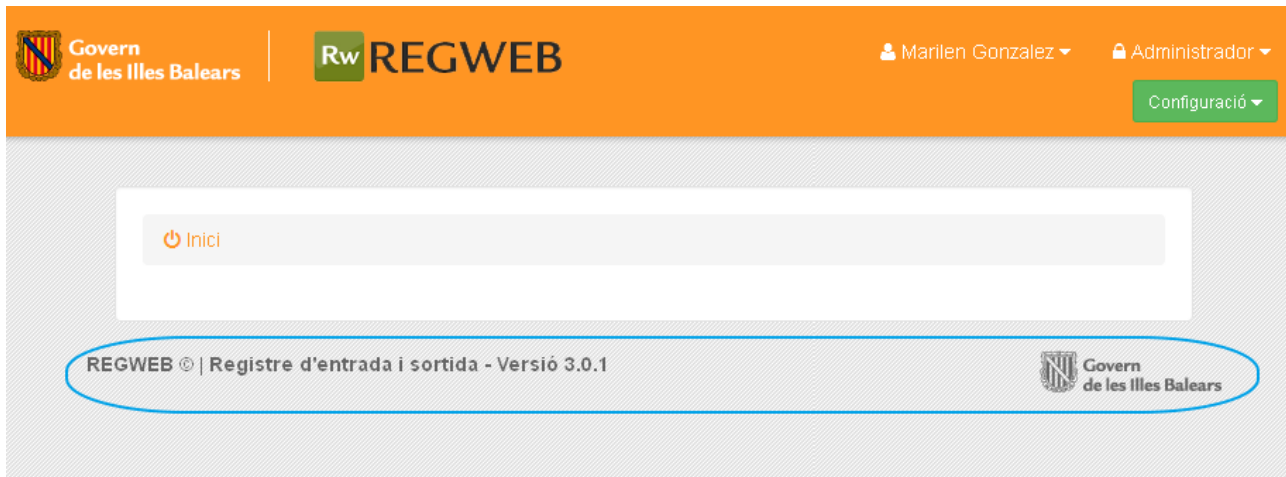 Govern
de les Illes Balears
Rw REGWEB
Marilen Gonzalez
Administrador
Configuració
Inici
REGWEB © | Registre d'entrada i sortida - Versió 3.0.1
Govern
de les Illes Balears